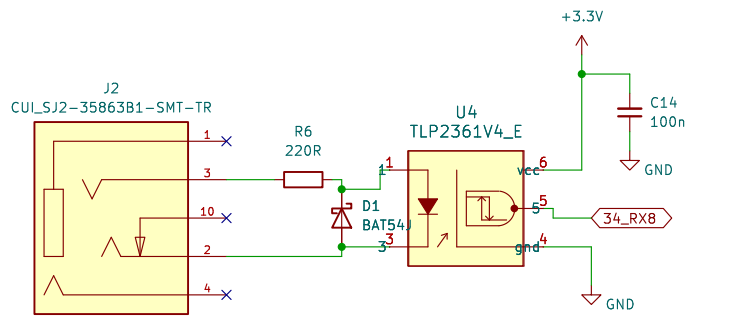 +3.3V
J2
CUI_SJ2-35863B1-SMT-TR
1
3
10
2
4
R6
220R
D1
BAT54J
U4
TLP2361V4_E
1
1
3
3
vcc
6
5
5
gnd
4
C14
100n
GND
34_RX8
GND